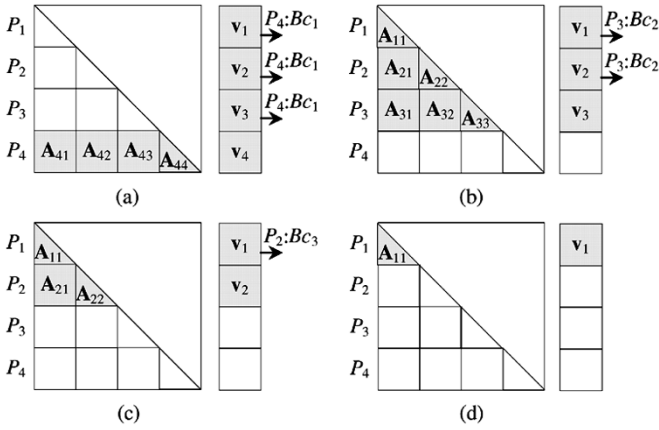 P₁ v₁ P₄:Bc₁
P₂ v₂ P₄:Bc₁
P₃ v₃ P₄:Bc₁
P₄ A₄₁ A₄₂ A₄₃ A₄₄ v₄
(a)
P₁ A₁₁ v₁ P₃:Bc₂
P₂ A₂₁ A₂₂ v₂ P₃:Bc₂
P₃ A₃₁ A₃₂ A₃₃ v₃
P₄
(b)
P₁ A₁₁ v₁ P₂:Bc₃
P₂ A₂₁ A₂₂ v₂
P₃
P₄
(c)
P₁ A₁₁ v₁
P₂
P₃
P₄
(d)